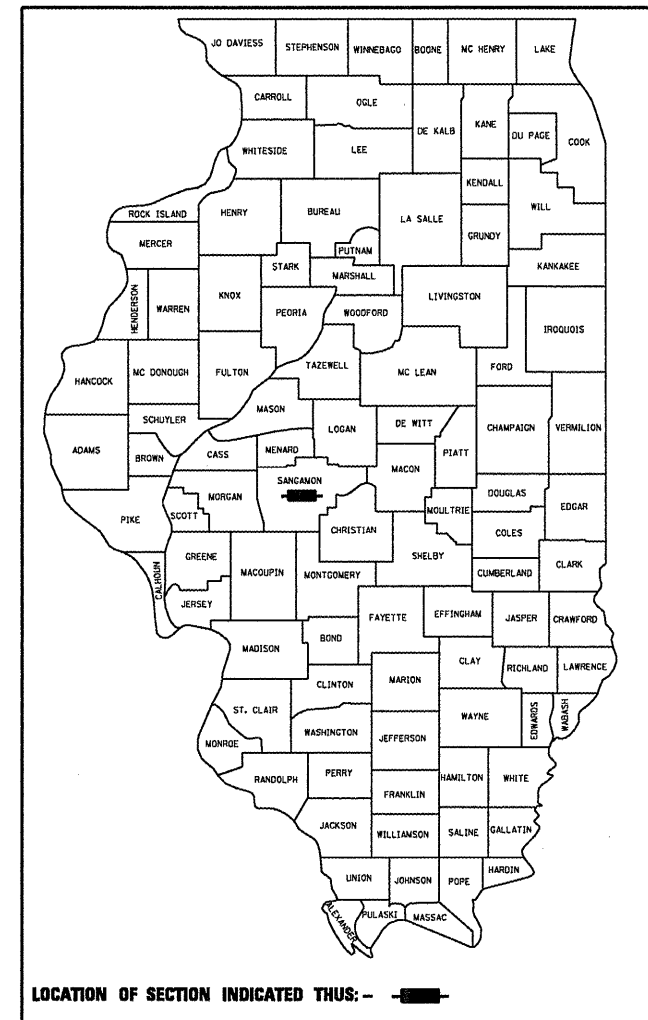 JO DAVIESS STEPHENSON WINNEBAGO BOONE MC HENRY LAKE
CARROLL OGLE DE KALB KANE DU PAGE COOK
WHITESIDE LEE
KENDALL WILL
ROCK ISLAND HENRY BUREAU LA SALLE GRUNDY
MERCER PUTNAM
STARK MARSHALL KANKAKEE
HENDERSON WARREN KNOX PEORIA WOODFORD LIVINGSTON IROQUOIS
HANCOCK MC DONOUGH FULTON TAZEWELL MC LEAN FORD
SCHUYLER MASON LOGAN DE WITT CHAMPAIGN VERMILION
ADAMS BROWN CASS MENARD PIATT
MACON
PIKE SCOTT MORGAN SANGAMON MOULTRIE DOUGLAS EDGAR
CHRISTIAN COLES
GREENE SHELBY
CALHOUN JERSEY MACOUPIN MONTGOMERY CUMBERLAND CLARK
FAYETTE EFFINGHAM JASPER CRAWFORD
MADISON BOND
CLAY RICHLAND LAWRENCE
CLINTON MARION
ST. CLAIR WAYNE EDWARDS WABASH
MONROE WASHINGTON JEFFERSON
RANDOLPH PERRY HAMILTON WHITE
FRANKLIN
JACKSON WILLIAMSON SALINE GALLATIN
UNION JOHNSON POPE HARDIN
ALEXANDER PULASKI MASSAC
LOCATION OF SECTION INDICATED THUS: –